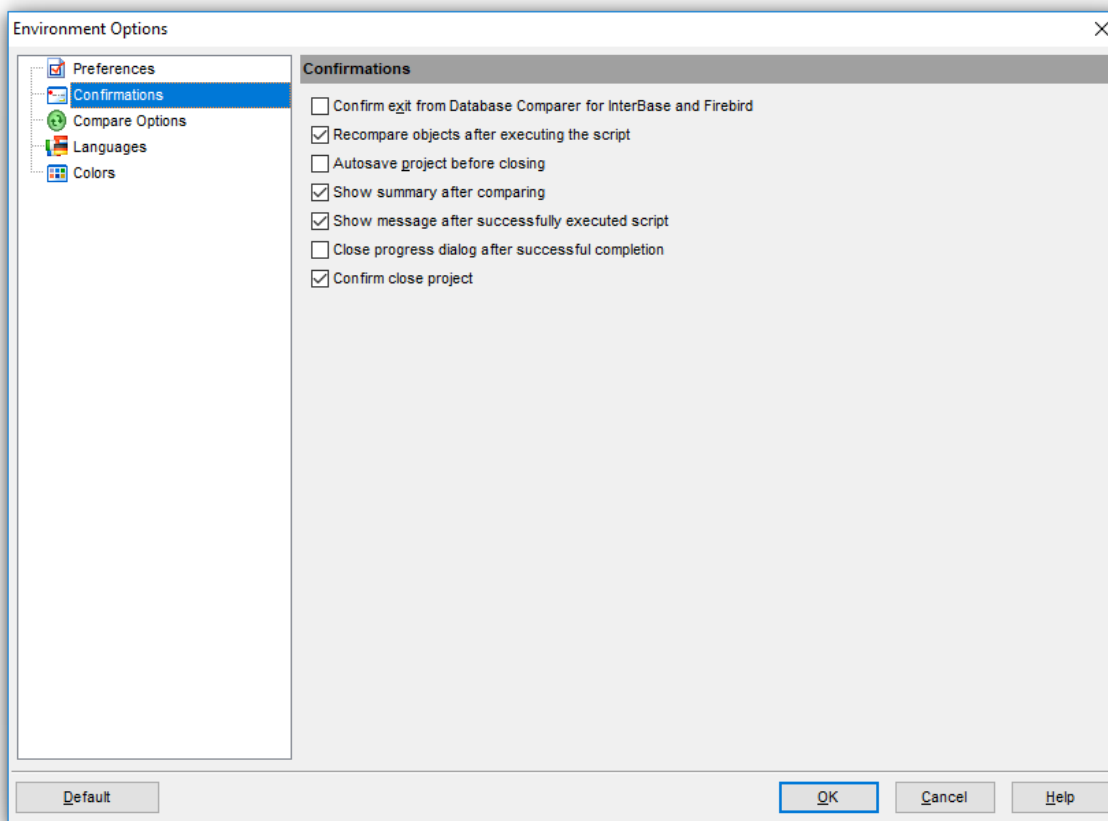 Environment Options
Preferences
Confirmations
Compare Options
Languages
Colors
Confirmations
Confirm exit from Database Comparer for InterBase and Firebird
Recompare objects after executing the script
Autosave project before closing
Show summary after comparing
Show message after successfully executed script
Close progress dialog after successful completion
Confirm close project
Default
OK
Cancel
Help